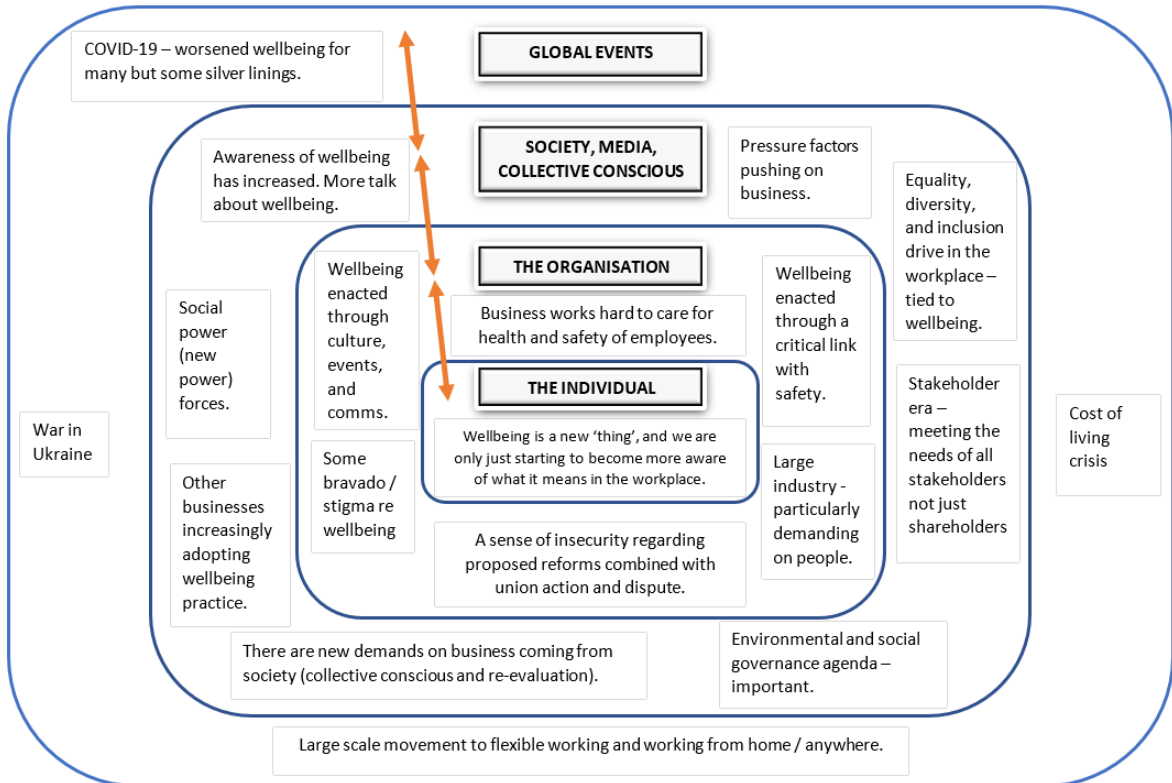 COVID-19 – worsened wellbeing for
many but some silver linings.
GLOBAL EVENTS
SOCIETY, MEDIA,
COLLECTIVE CONSCIOUS
Awareness of wellbeing
has increased. More talk
about wellbeing.
Pressure factors
pushing on
business.
Equality,
diversity,
and inclusion
drive in the
workplace –
tied to
wellbeing.
THE ORGANISATION
Wellbeing
enacted
through
culture,
events,
and
comms.
Business works hard to care for
health and safety of employees.
Wellbeing
enacted
through a
critical link
with
safety.
Social
power
(new
power)
forces.
THE INDIVIDUAL
Wellbeing is a new ‘thing’, and we are
only just starting to become more aware
of what it means in the workplace.
Stakeholder
era –
meeting the
needs of all
stakeholders
not just
shareholders
War in
Ukraine
Cost of
living
crisis
Some
bravado /
stigma re
wellbeing
Large
industry -
particularly
demanding
on people.
Other
businesses
increasingly
adopting
wellbeing
practice.
A sense of insecurity regarding
proposed reforms combined with
union action and dispute.
There are new demands on business coming from
society (collective conscious and re-evaluation).
Environmental and social
governance agenda –
important.
Large scale movement to flexible working and working from home / anywhere.